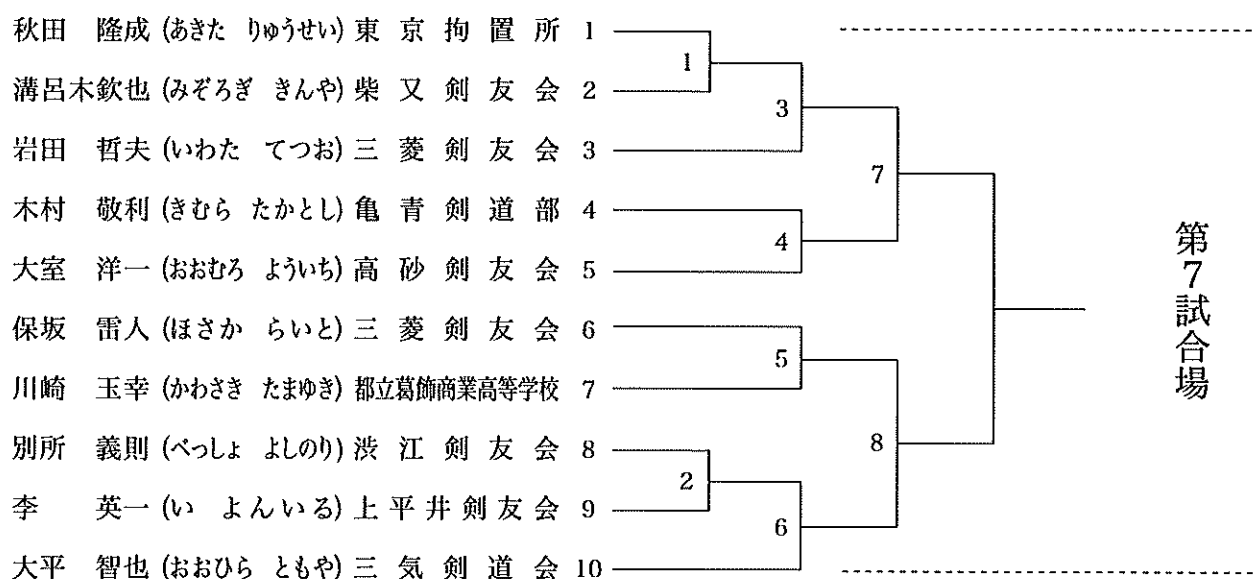 秋田 隆成 (あきた りゅうせい) 東京拘置所 1
溝呂木欽也 (みぞろぎ きんや) 柴又剣友会 2
岩田 哲夫 (いわた てつお) 三菱剣友会 3
木村 敬利 (きむら たかとし) 亀青剣道部 4
大室 洋一 (おおむろ よういち) 高砂剣友会 5
保坂 雷人 (ほさか らいと) 三菱剣友会 6
川崎 玉幸 (かわさき たまゆき) 都立葛飾商業高等学校 7
別所 義則 (べっしょ よしのり) 渋江剣友会 8
李 英一 (い よんいる) 上平井剣友会 9
大平 智也 (おおひら ともや) 三気剣道会 10
1
3
7
4
5
8
2
6
第7試合場